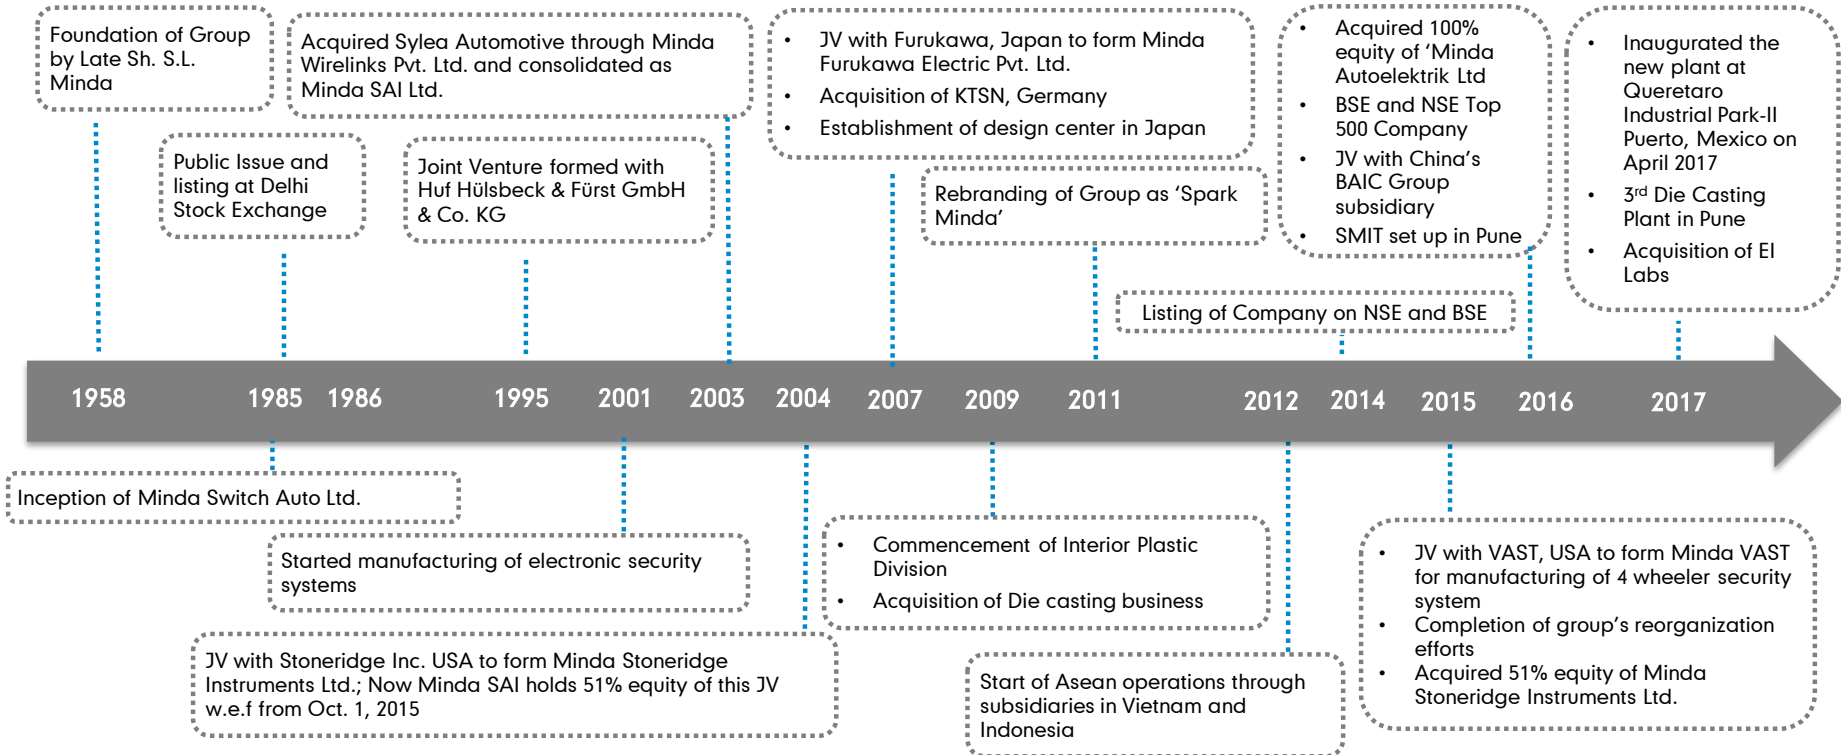 Foundation of Group
by Late Sh. S.L.
Minda
Acquired Sylea Automotive through Minda
Wirelinks Pvt. Ltd. and consolidated as
Minda SAI Ltd.
• JV with Furukawa, Japan to form Minda
Furukawa Electric Pvt. Ltd.
• Acquisition of KTSN, Germany
• Establishment of design center in Japan
• Acquired 100%
equity of ‘Minda
Autoelektrik Ltd
• BSE and NSE Top
500 Company
• JV with China’s
BAIC Group
subsidiary
• SMIT set up in Pune
• Inaugurated the
new plant at
Queretaro
Industrial Park-II
Puerto, Mexico on
April 2017
• 3rd Die Casting
Plant in Pune
• Acquisition of EI
Labs
Public Issue and
listing at Delhi
Stock Exchange
Joint Venture formed with
Huf Hülsbeck & Fürst GmbH
& Co. KG
Rebranding of Group as ‘Spark
Minda’
Listing of Company on NSE and BSE
1958 1985 1986 1995 2001 2003 2004 2007 2009 2011 2012 2014 2015 2016 2017
Inception of Minda Switch Auto Ltd.
Started manufacturing of electronic security
systems
JV with Stoneridge Inc. USA to form Minda Stoneridge
Instruments Ltd.; Now Minda SAI holds 51% equity of this JV
w.e.f from Oct. 1, 2015
• Commencement of Interior Plastic
Division
• Acquisition of Die casting business
Start of Asean operations through
subsidiaries in Vietnam and
Indonesia
• JV with VAST, USA to form Minda VAST
for manufacturing of 4 wheeler security
system
• Completion of group’s reorganization
efforts
• Acquired 51% equity of Minda
Stoneridge Instruments Ltd.